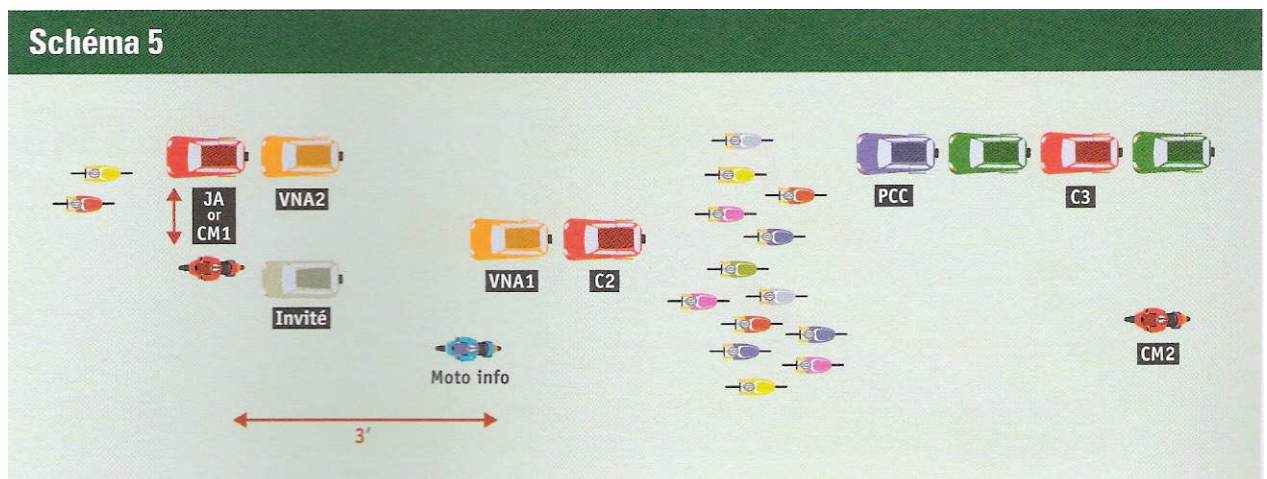 Schéma 5
JA
or
CM1
VNA2
PCC
C3
VNA1
C2
Invité
CM2
Moto info
3′